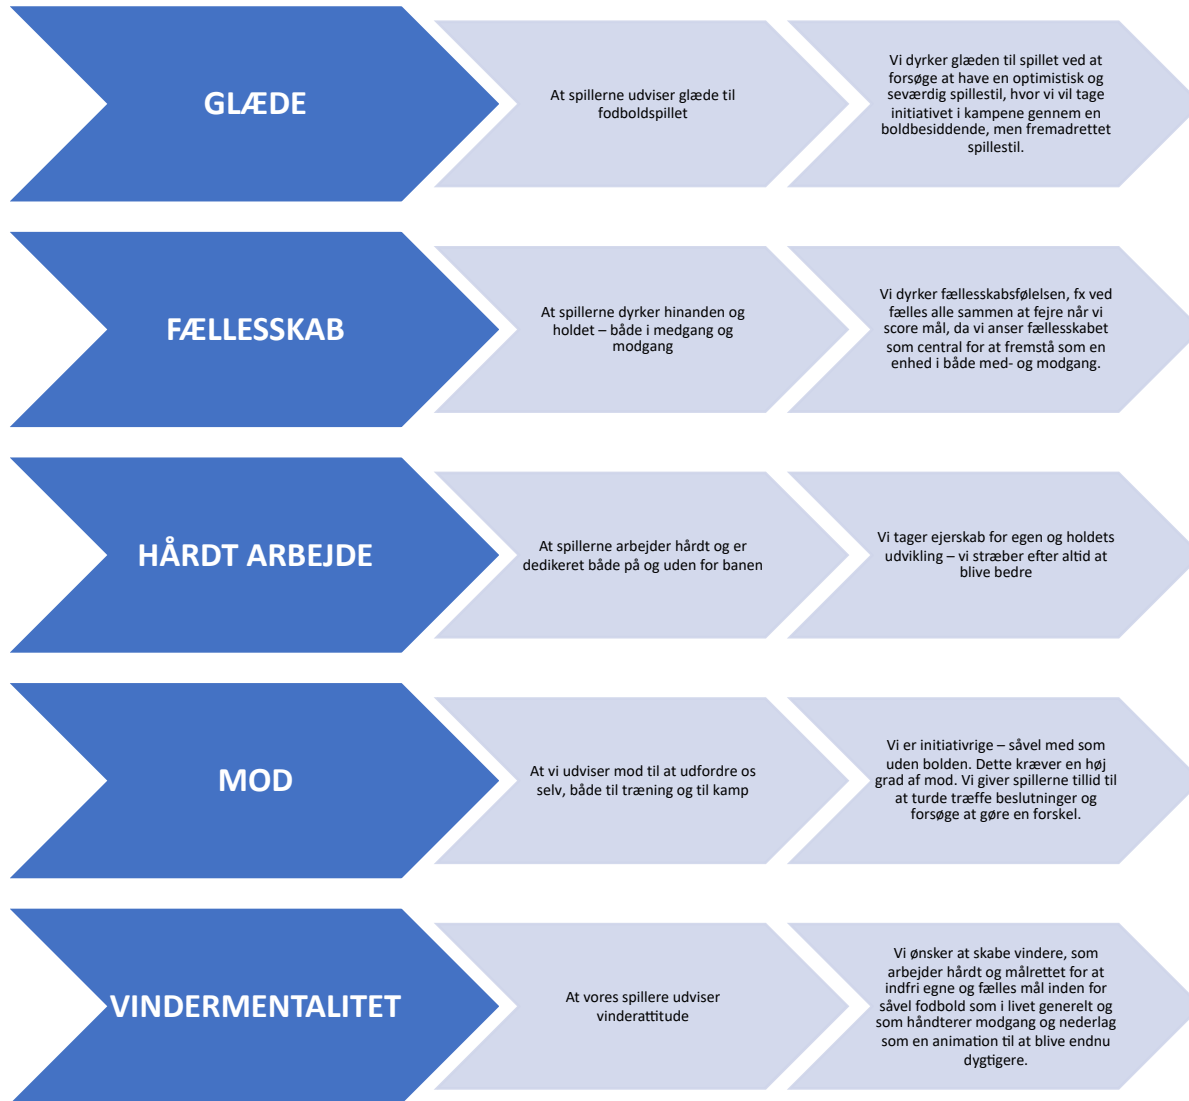 GLÆDE
At spillerne udviser glæde til
fodboldspillet
Vi dyrker glæden til spillet ved at
forsøge at have en optimistisk og
seværdig spillestil, hvor vi vil tage
initiativet i kampene gennem en
boldbesiddende, men fremadrettet
spillestil.
FÆLLESSKAB
At spillerne dyrker hinanden og
holdet – både i medgang og
modgang
Vi dyrker fællesskabsfølelsen, fx ved
fælles alle sammen at fejre når vi
score mål, da vi anser fællesskabet
som central for at fremstå som en
enhed i både med- og modgang.
HÅRDT ARBEJDE
At spillerne arbejder hårdt og er
dedikeret både på og uden for banen
Vi tager ejerskab for egen og holdets
udvikling – vi stræber efter altid at
blive bedre
MOD
At vi udviser mod til at udfordre os
selv, både til træning og til kamp
Vi er initiativrige – såvel med som
uden bolden. Dette kræver en høj
grad af mod. Vi giver spillerne tillid til
at turde træffe beslutninger og
forsøge at gøre en forskel.
VINDERMENTALITET
At vores spillere udviser
vinderattitude
Vi ønsker at skabe vindere, som
arbejder hårdt og målrettet for at
indfri egne og fælles mål inden for
såvel fodbold som i livet generelt og
som håndterer modgang og nederlag
som en animation til at blive endnu
dygtigere.